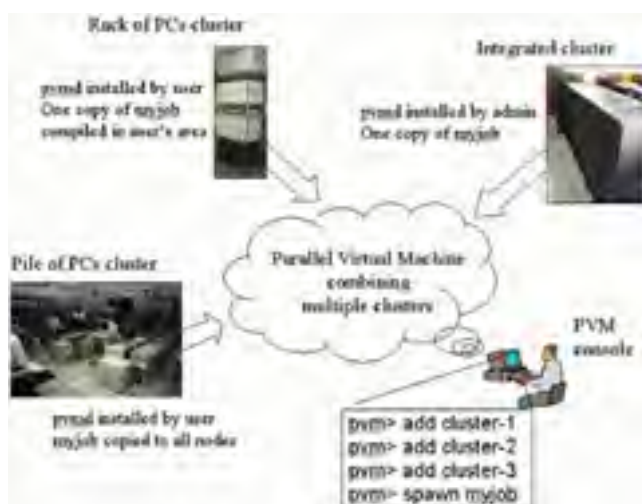 Rack of PCs cluster
pvmd installed by user
One copy of myjob
compiled in user's area
Integrated cluster
pvmd installed by admin
One copy of myjob
Parallel Virtual Machine
combining
multiple clusters
Pile of PCs cluster
pvmd installed by user
myjob copied to all nodes
PVM
console
pvm> add cluster-1
pvm> add cluster-2
pvm> add cluster-3
pvm> spawn myjob